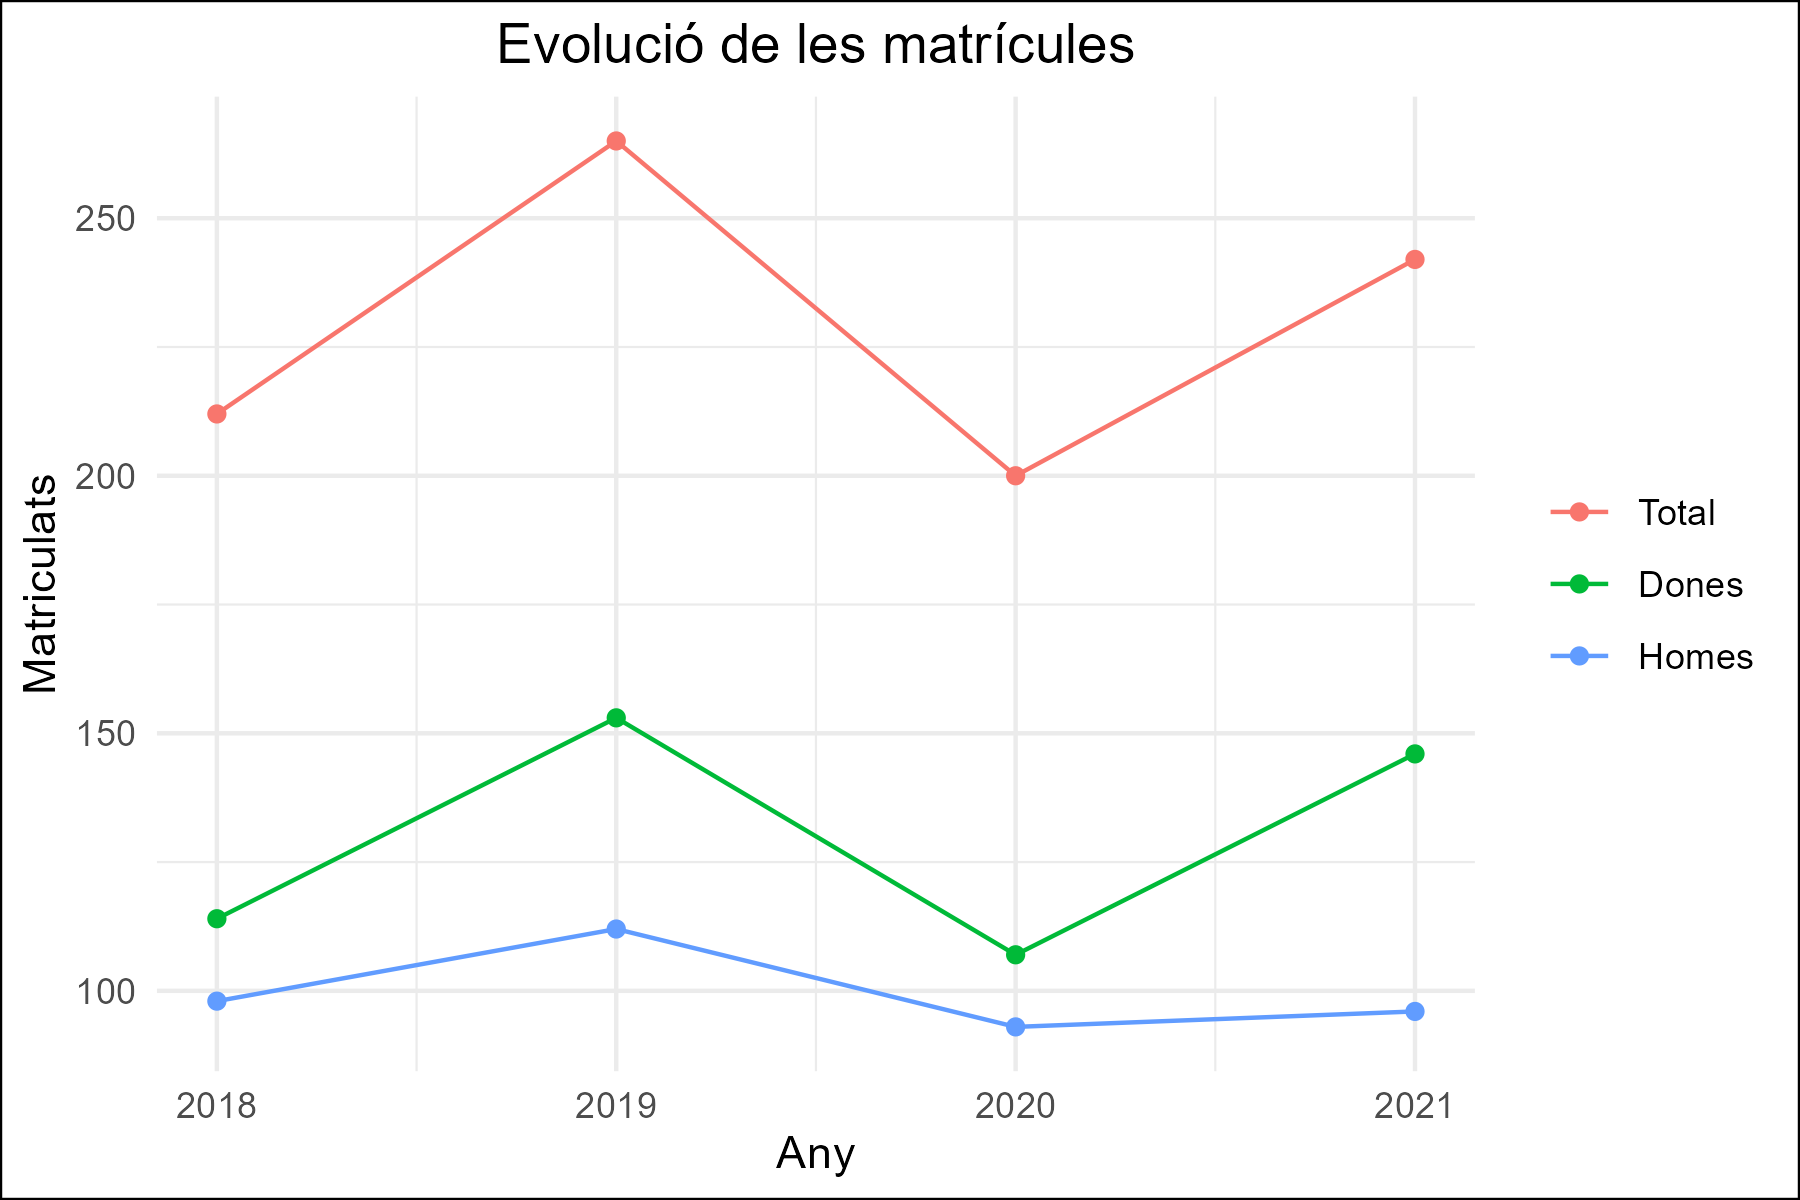 Evolució de les matrícules
Matriculats
250
200
150
100
2018
2019
2020
2021
Any
Total
Dones
Homes